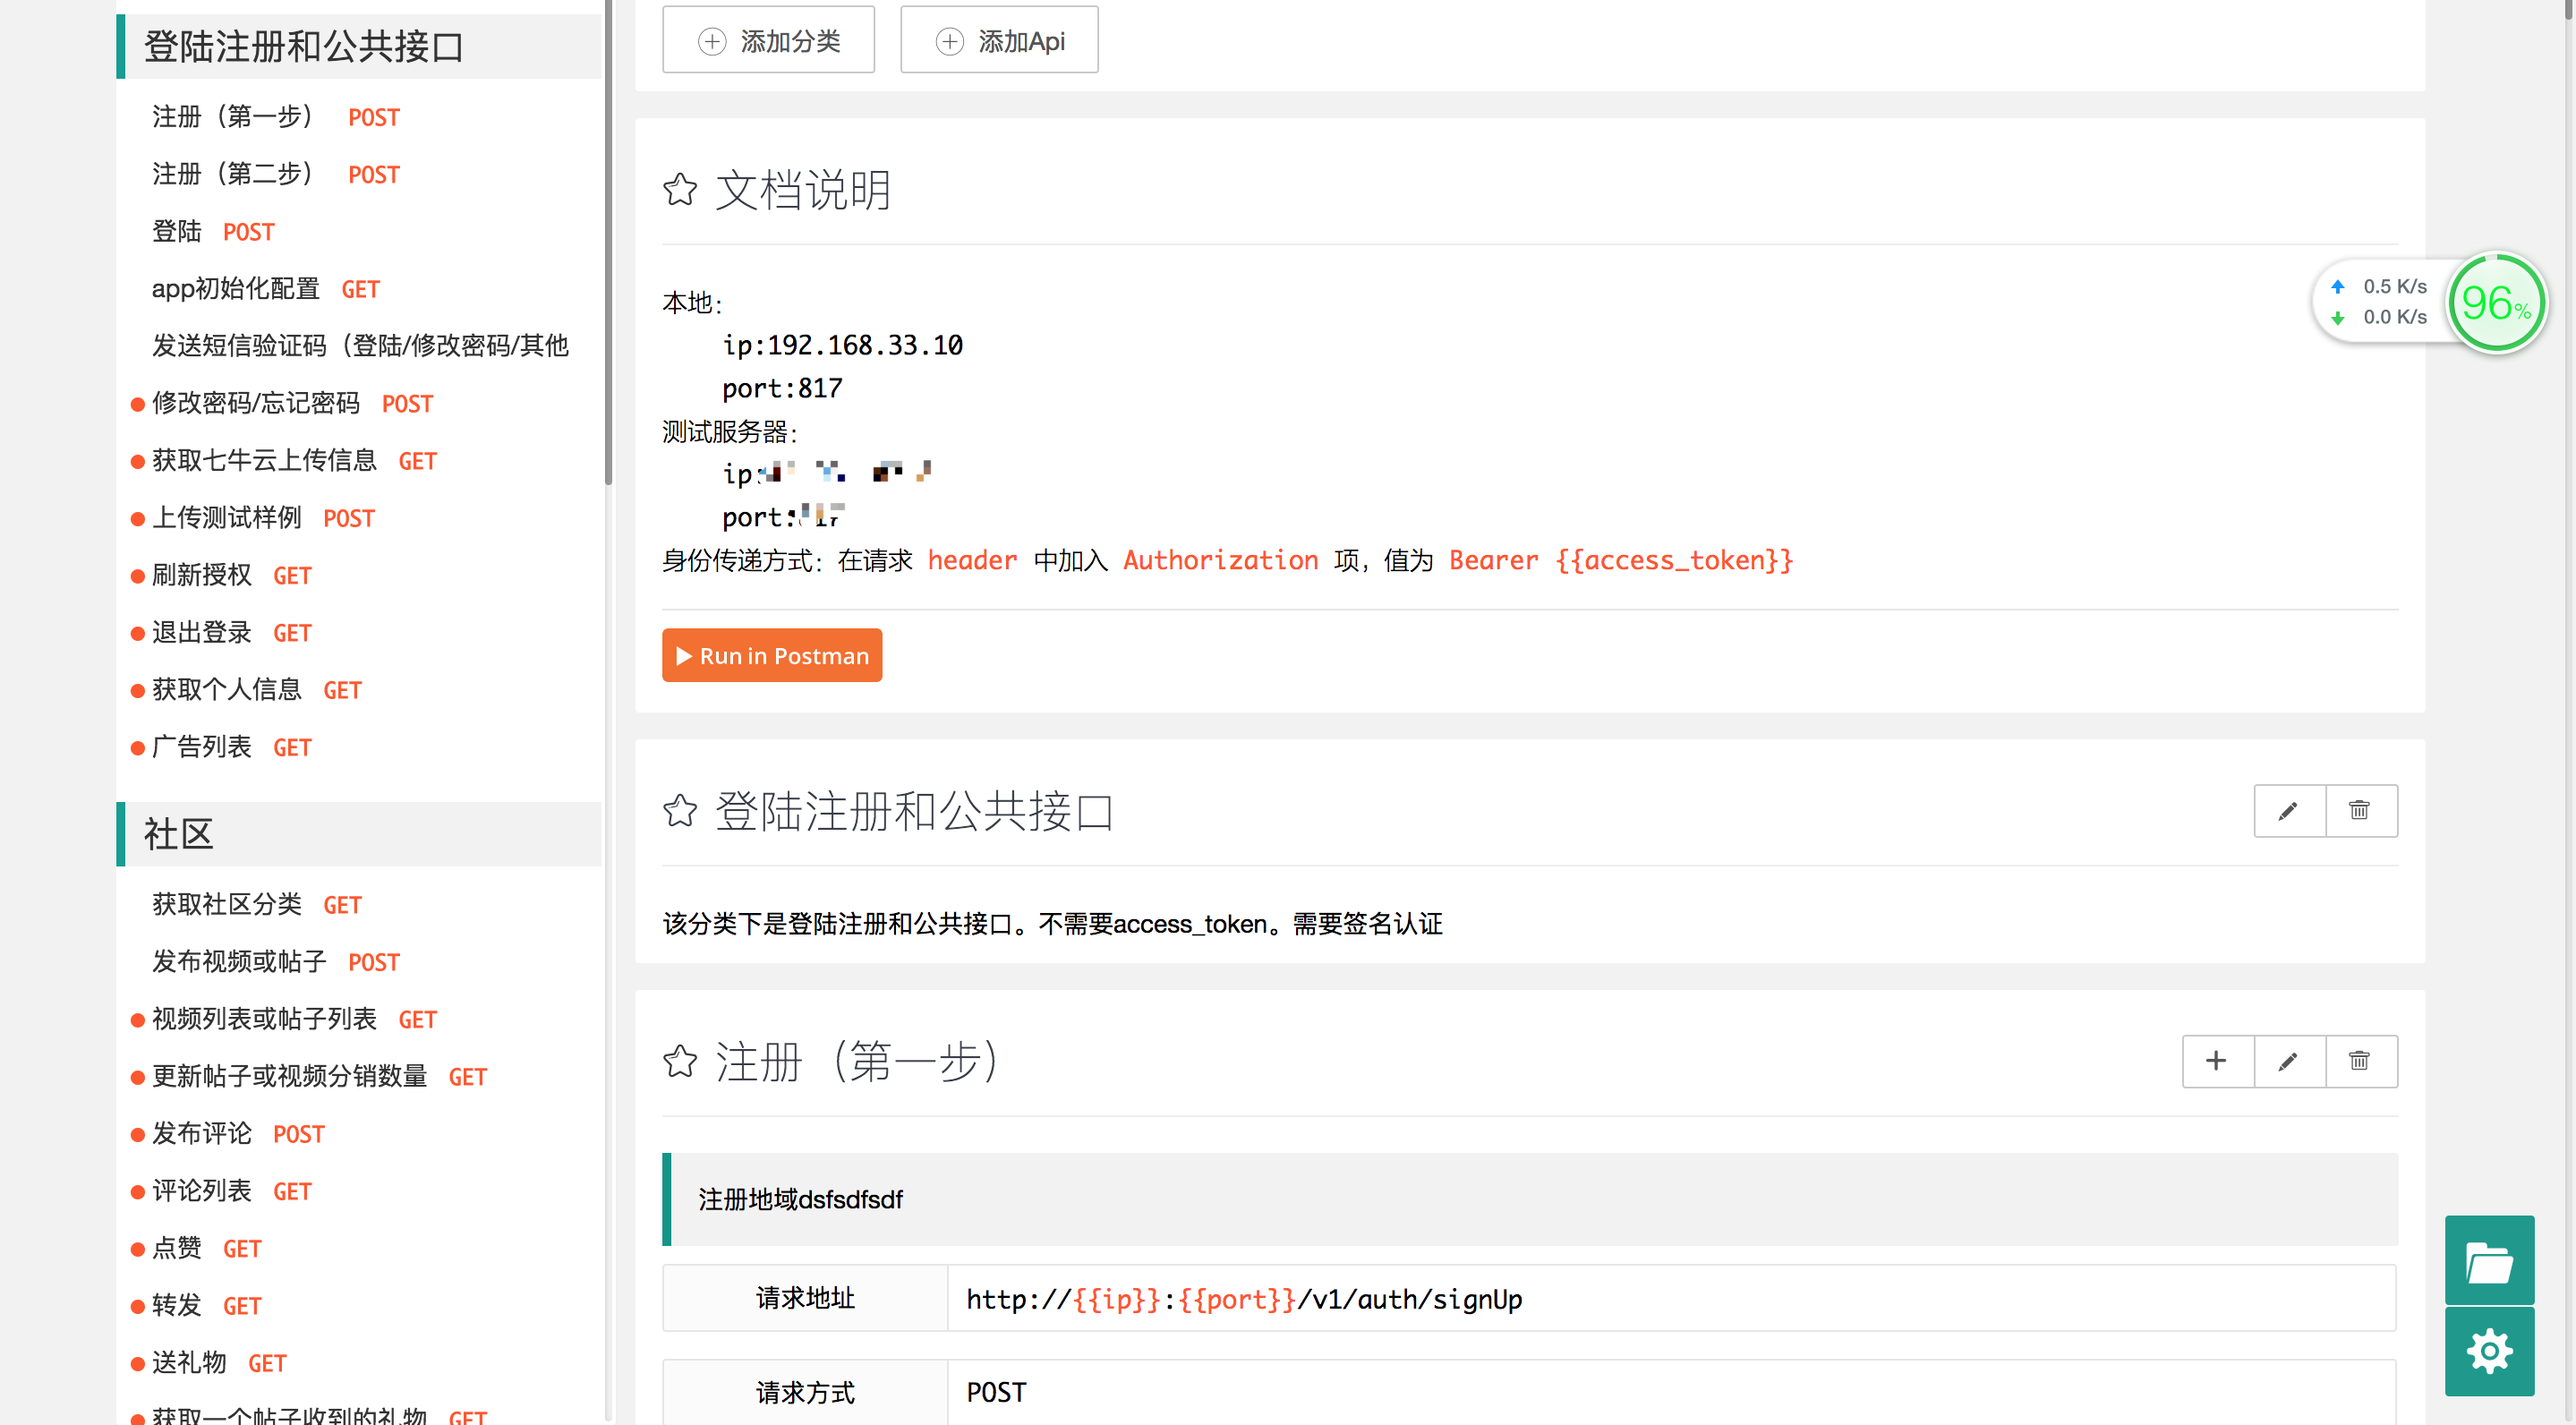 登陆注册和公共接口
注册（第一步） POST
注册（第二步） POST
登陆 POST
app初始化配置 GET
发送短信验证码（登陆/修改密码/其他
修改密码/忘记密码 POST
获取七牛云上传信息 GET
上传测试样例 POST
刷新授权 GET
退出登录 GET
获取个人信息 GET
广告列表 GET
社区
获取社区分类 GET
发布视频或帖子 POST
视频列表或帖子列表 GET
更新帖子或视频分销数量 GET
发布评论 POST
评论列表 GET
点赞 GET
转发 GET
送礼物 GET
获取一个帖子收到的礼物 GET
添加分类
添加Api
文档说明
本地：
ip:192.168.33.10
port:817
测试服务器：
ip:
port:
身份传递方式：在请求 header 中加入 Authorization 项，值为 Bearer {{access_token}}
Run in Postman
登陆注册和公共接口
该分类下是登陆注册和公共接口。不需要access_token。需要签名认证
注册（第一步）
注册地域dsfsdfsdf
请求地址 http://{{ip}}:{{port}}/v1/auth/signUp
请求方式 POST
0.5 K/s
0.0 K/s
96%